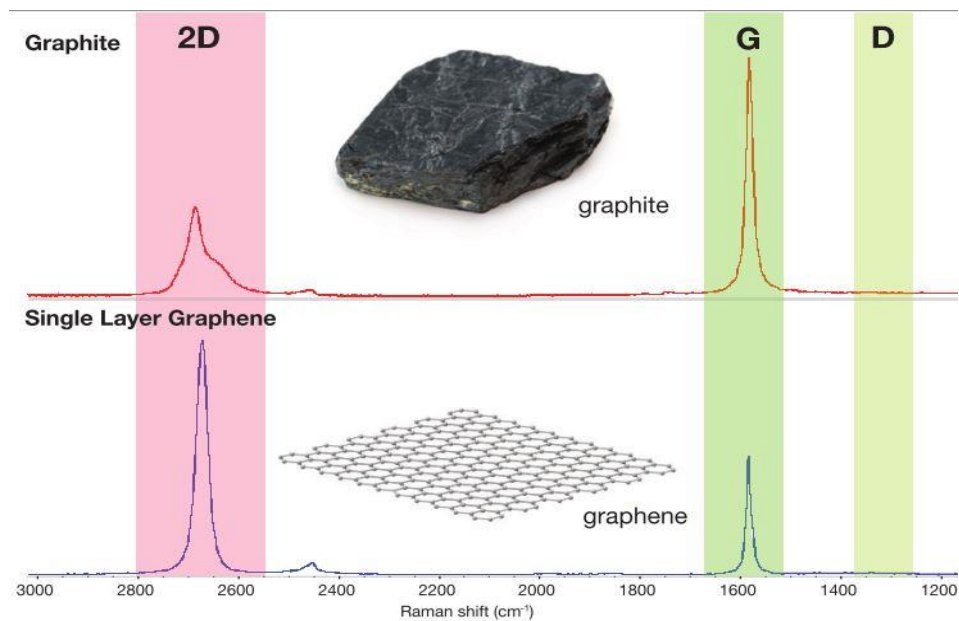 Graphite
2D
G
D
graphite
Single Layer Graphene
graphene
3000 2800 2600 2400 2200 2000 1800 1600 1400 1200
Raman shift (cm⁻¹)